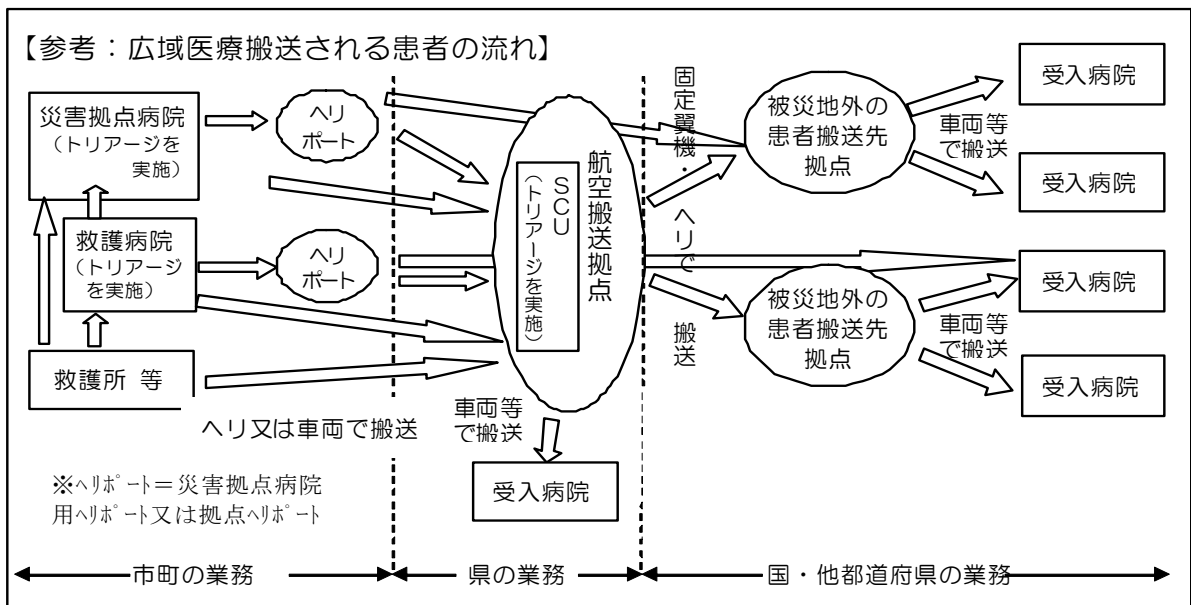 【参考：広域医療搬送される患者の流れ】
災害拠点病院
（トリアージを
実施）
ヘリ
ポート
救護病院
（トリアージ
を実施）
ヘリ
ポート
救護所 等
ヘリ又は車両で搬送
※ﾍﾘﾎﾟｰﾄ＝災害拠点病院
用ﾍﾘﾎﾟｰﾄ又は拠点ﾍﾘﾎﾟｰﾄ
航空搬送拠点
SCU
（トリアージを実施）
車両等
で搬送
受入病院
固定翼機・ヘリで搬送
被災地外の
患者搬送先
拠点
車両等
で搬送
受入病院
受入病院
被災地外の
患者搬送先
拠点
車両等
で搬送
受入病院
受入病院
市町の業務
県の業務
国・他都道府県の業務